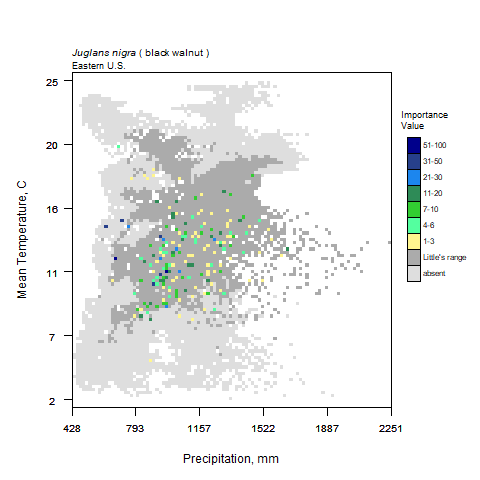 Juglans nigra ( black walnut )
Eastern U.S.
25
20
16
11
7
2
Mean Temperature, C
428 793 1157 1522 1887 2251
Precipitation, mm
Importance
Value
51-100
31-50
21-30
11-20
7-10
4-6
1-3
Little's range
absent